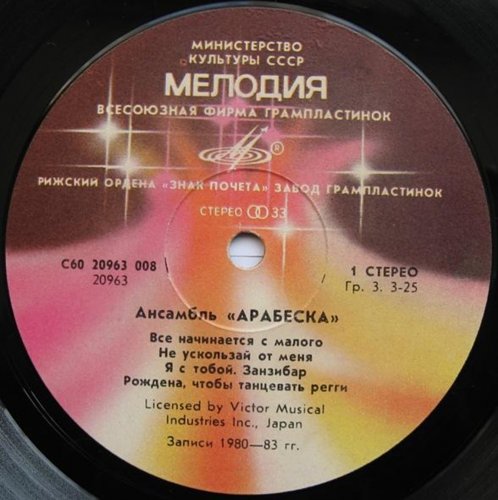 МИНИСТЕРСТВО
КУЛЬТУРЫ СССР
МЕЛОДИЯ
ВСЕСОЮЗНАЯ ФИРМА ГРАМПЛАСТИНОК
®
РИЖСКИЙ ОРДЕНА «ЗНАК ПОЧЕТА» ЗАВОД ГРАМПЛАСТИНОК
СТЕРЕО 33
С60 20963 008 1 СТЕРЕО
20963 Гр. 3. 3-25
Ансамбль «АРАБЕСКА»
Все начинается с малого
Не ускользай от меня
Я с тобой. Занзибар
Рождена, чтобы танцевать регги
Licensed by Victor Musical
Industries Inc., Japan
Записи 1980—83 гг.